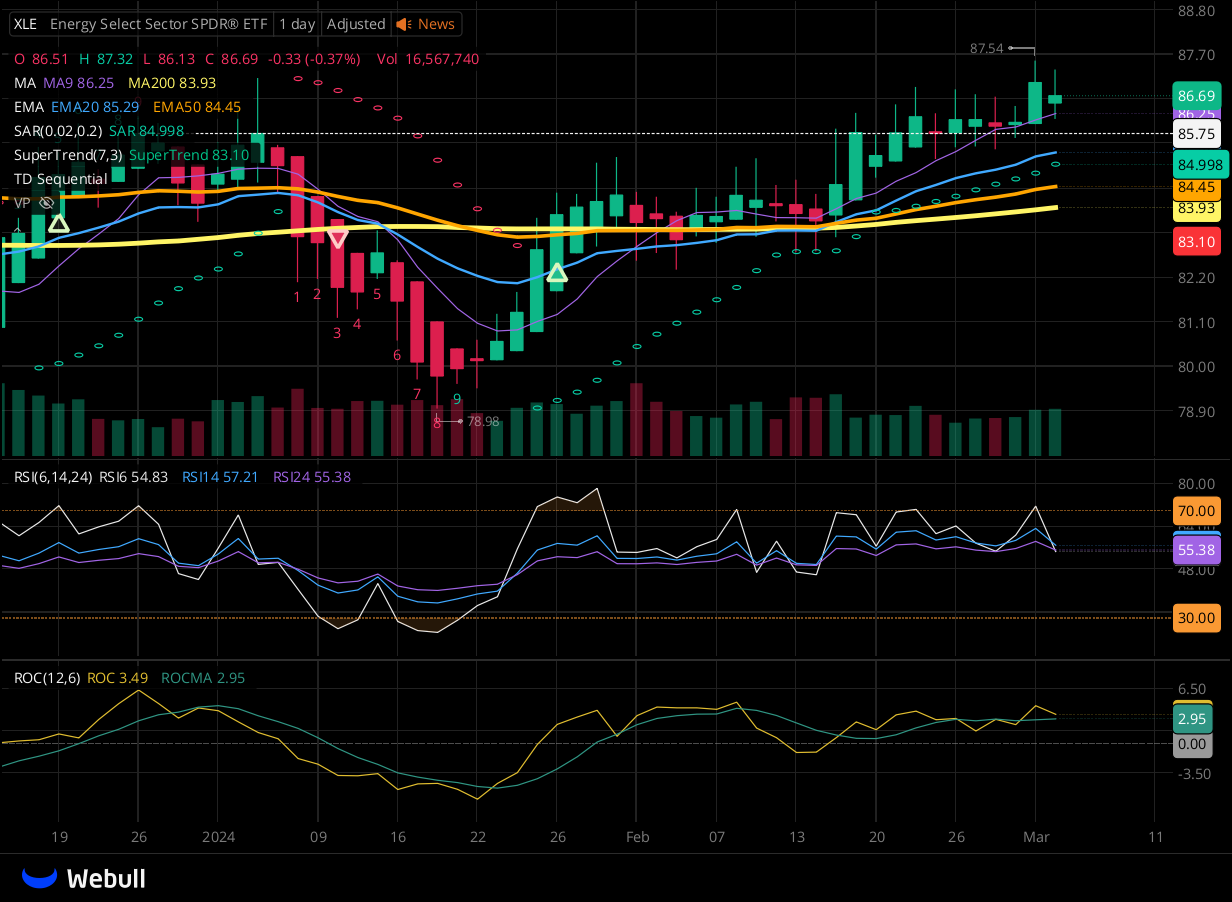 XLE Energy Select Sector SPDR® ETF 1 day Adjusted News
O 86.51 H 87.32 L 86.13 C 86.69 -0.33 (-0.37%) Vol 16,567,740
MA MA9 86.25 MA200 83.93
EMA EMA20 85.29 EMA50 84.45
SAR(0.02,0.2) SAR 84.998
SuperTrend(7,3) SuperTrend 83.10
TD Sequential
VP
87.54
1
2
3
4
5
6
7
8
9
78.98
88.80
87.70
86.69
86.25
85.75
84.998
84.45
83.93
83.10
82.20
81.10
80.00
78.90
RSI(6,14,24) RSI6 54.83 RSI14 57.21 RSI24 55.38
80.00
70.00
55.38
48.00
30.00
ROC(12,6) ROC 3.49 ROCMA 2.95
6.50
2.95
0.00
-3.50
19 26 2024 09 16 22 26 Feb 07 13 20 26 Mar 11
Webull